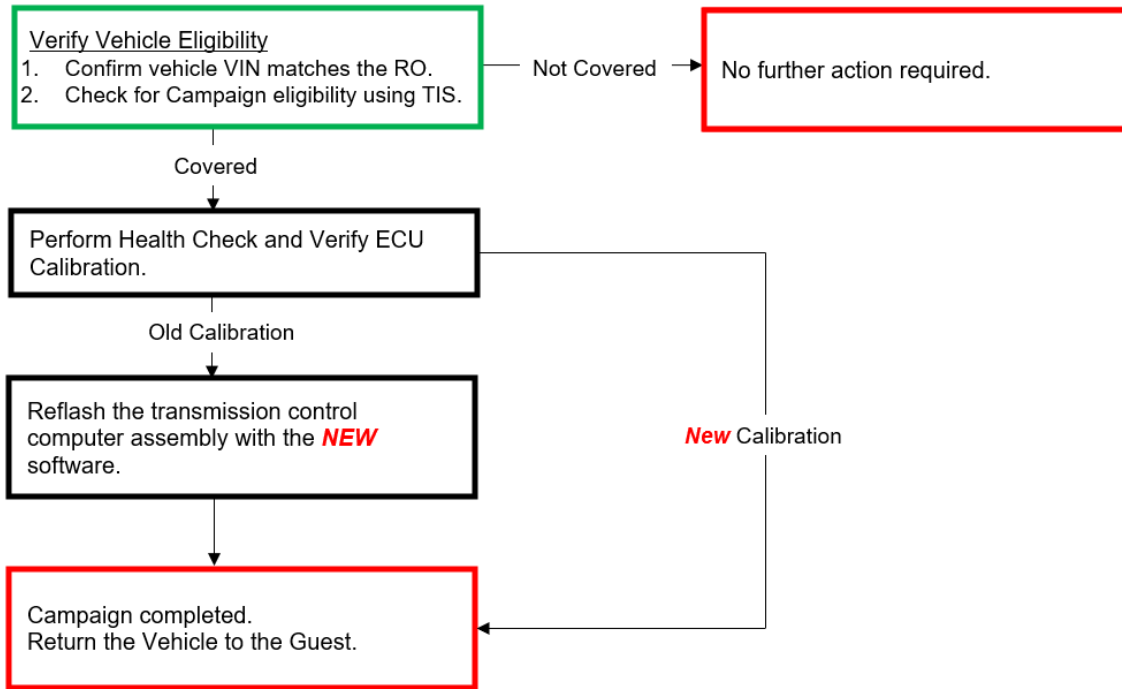 Verify Vehicle Eligibility
1. Confirm vehicle VIN matches the RO.
2. Check for Campaign eligibility using TIS.
Not Covered
No further action required.
Covered
Perform Health Check and Verify ECU
Calibration.
Old Calibration
Reflash the transmission control
computer assembly with the NEW
software.
New Calibration
Campaign completed.
Return the Vehicle to the Guest.